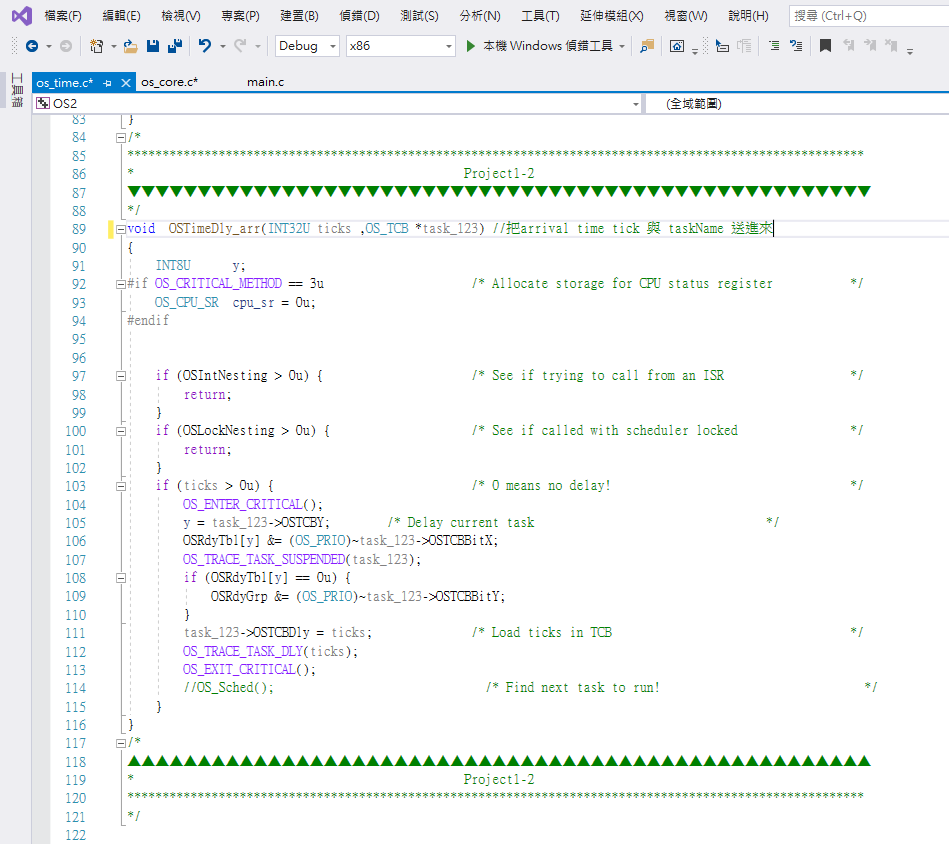 檔案(F) 編輯(E) 檢視(V) 專案(P) 建置(B) 偵錯(D) 測試(S) 分析(N) 工具(T) 延伸模組(X) 視窗(W) 說明(H) 搜尋 (Ctrl+Q)
Debug x86 本機 Windows 偵錯工具
工具箱
os_time.c* os_core.c* main.c
OS2 (全域範圍)
83 }
84 /*
85 *********************************************************************************************************
86 * Project1-2
87 ▼▼▼▼▼▼▼▼▼▼▼▼▼▼▼▼▼▼▼▼▼▼▼▼▼▼▼▼▼▼▼▼▼▼▼▼▼▼▼▼▼▼▼▼▼▼▼▼▼▼▼▼▼
88 */
89 void OSTimeDly_arr(INT32U ticks ,OS_TCB *task_123) //把arrival time tick 與 taskName 送進來
90 {
91 INT8U y;
92 #if OS_CRITICAL_METHOD == 3u /* Allocate storage for CPU status register */
93 OS_CPU_SR cpu_sr = 0u;
94 #endif
95
96
97 if (OSIntNesting > 0u) { /* See if trying to call from an ISR */
98 return;
99 }
100 if (OSLockNesting > 0u) { /* See if called with scheduler locked */
101 return;
102 }
103 if (ticks > 0u) { /* 0 means no delay! */
104 OS_ENTER_CRITICAL();
105 y = task_123->OSTCBY; /* Delay current task */
106 OSRdyTbl[y] &= (OS_PRIO)~task_123->OSTCBBitX;
107 OS_TRACE_TASK_SUSPENDED(task_123);
108 if (OSRdyTbl[y] == 0u) {
109 OSRdyGrp &= (OS_PRIO)~task_123->OSTCBBitY;
110 }
111 task_123->OSTCBDly = ticks; /* Load ticks in TCB */
112 OS_TRACE_TASK_DLY(ticks);
113 OS_EXIT_CRITICAL();
114 //OS_Sched(); /* Find next task to run! */
115 }
116 }
117 /*
118 ▲▲▲▲▲▲▲▲▲▲▲▲▲▲▲▲▲▲▲▲▲▲▲▲▲▲▲▲▲▲▲▲▲▲▲▲▲▲▲▲▲▲▲▲▲▲▲▲▲▲▲▲▲
119 * Project1-2
120 *********************************************************************************************************
121 */
122